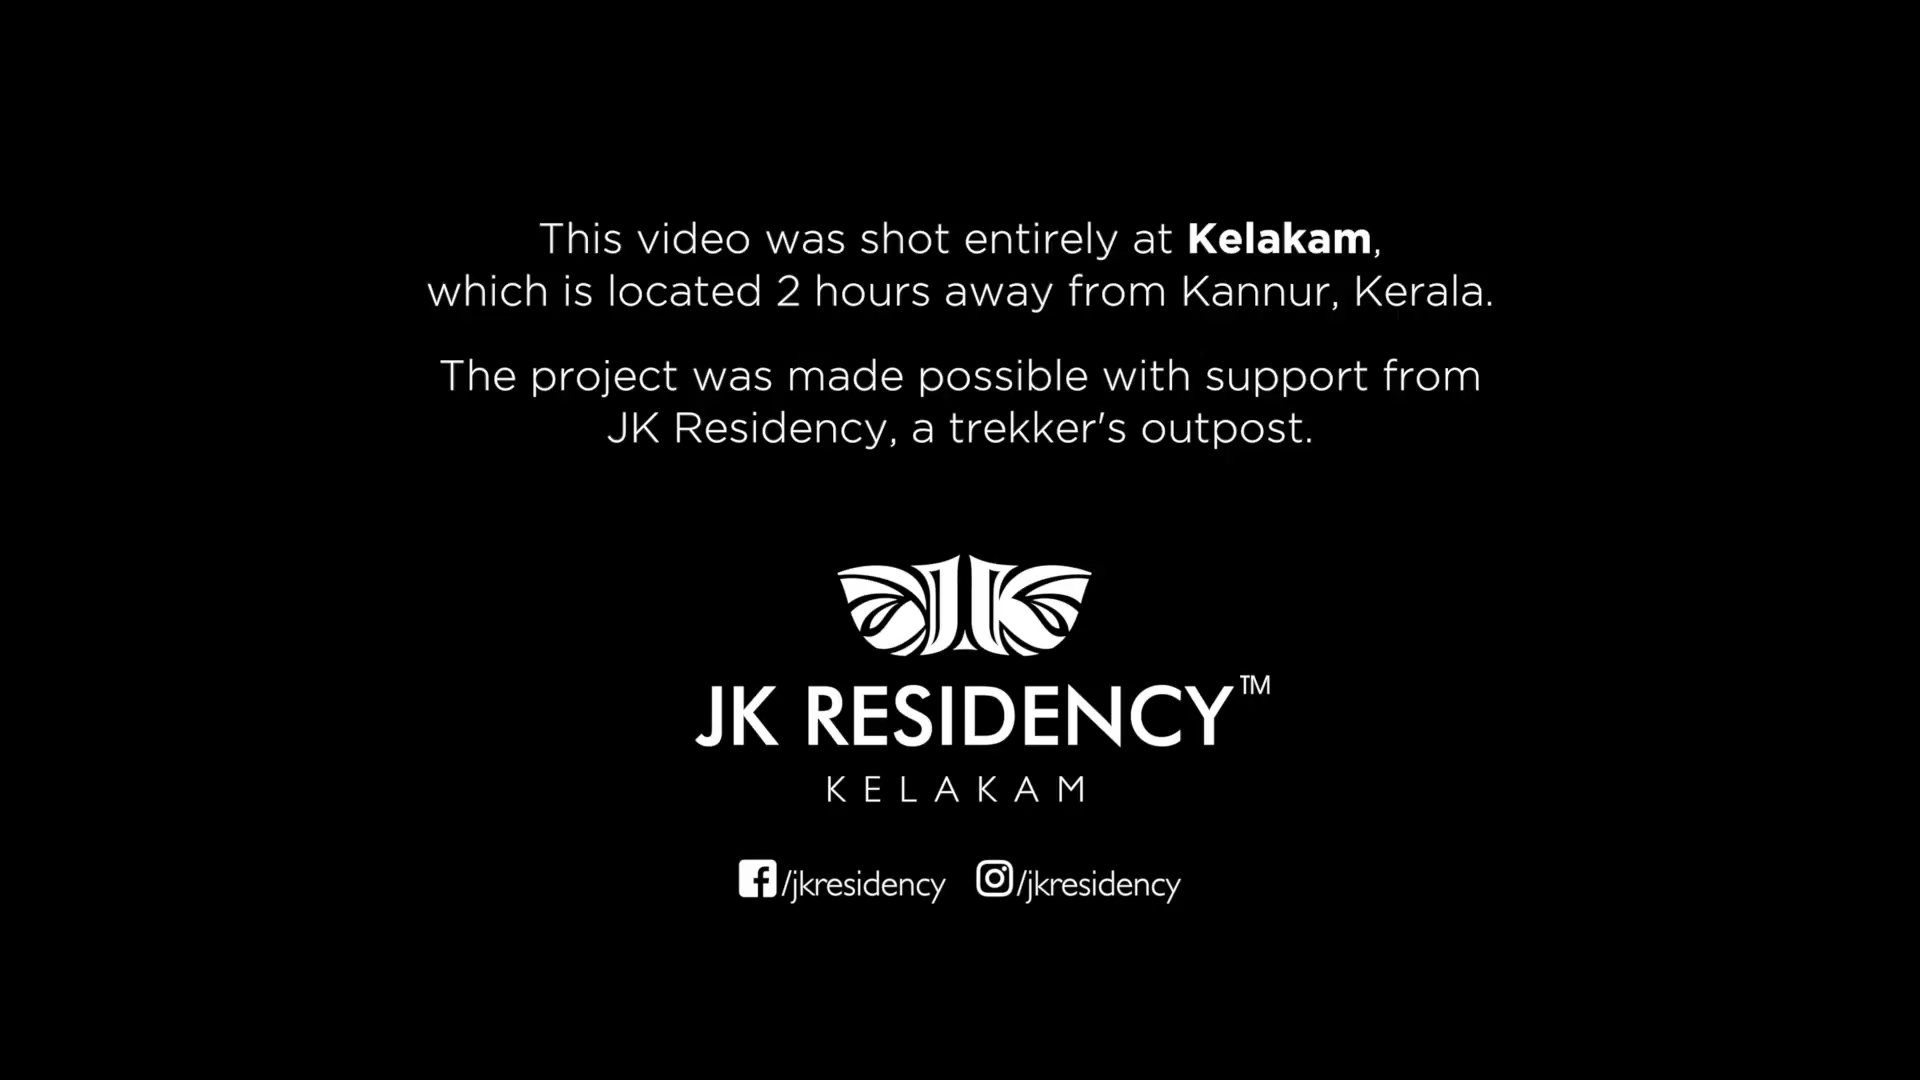 This video was shot entirely at Kelakam,
which is located 2 hours away from Kannur, Kerala.
The project was made possible with support from
JK Residency, a trekker's outpost.
JK
JK RESIDENCY™
KELAKAM
/jkresidency /jkresidency